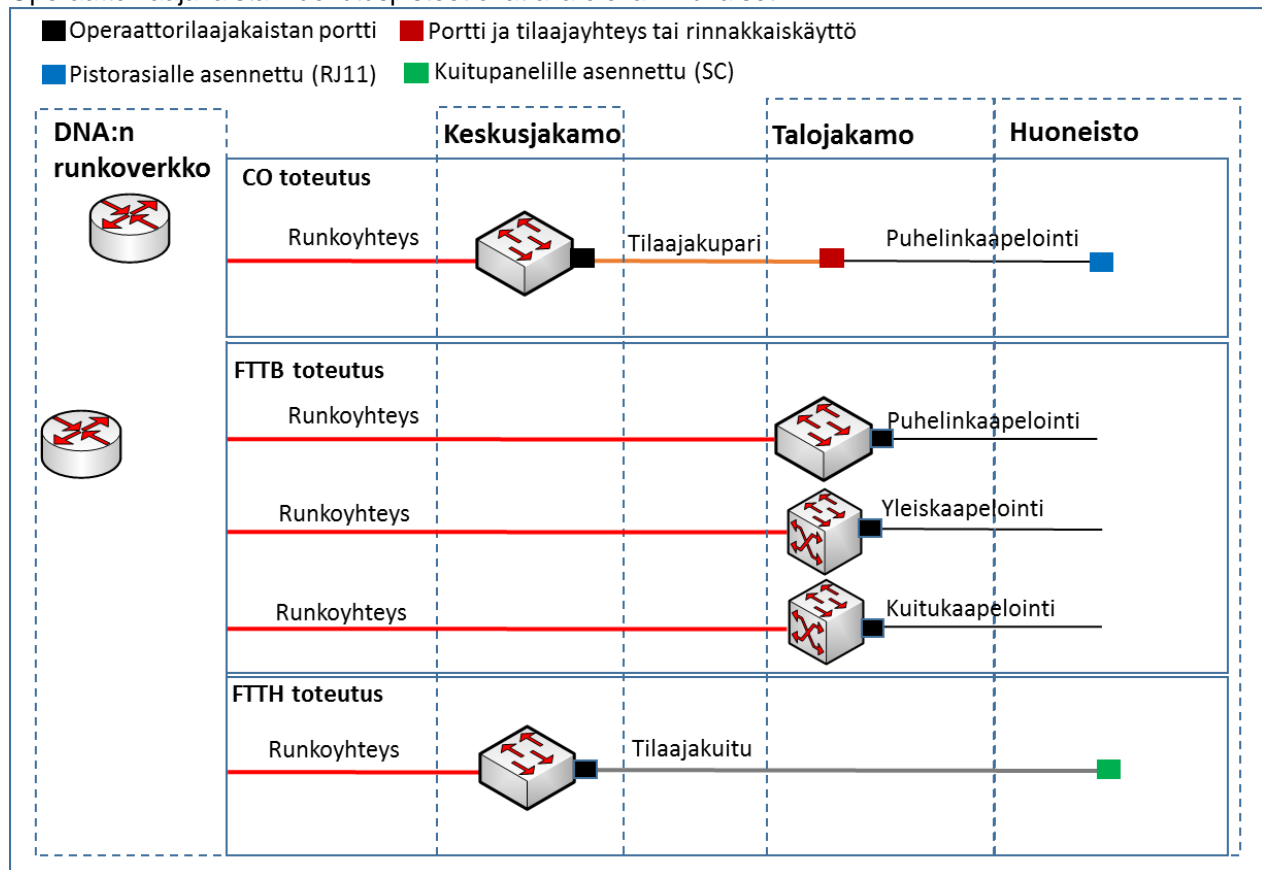 Operaattorilaajakaistan portti
Portti ja tilaajayhteys tai rinnakkaiskäyttö
Pistorasialle asennettu (RJ11)
Kuitupanelille asennettu (SC)
DNA:n
runkoverkko
Keskusjakamo
Talojakamo
Huoneisto
CO toteutus
Runkoyhteys
Tilaajakupari
Puhelinkaapelointi
FTTB toteutus
Runkoyhteys
Puhelinkaapelointi
Runkoyhteys
Yleiskaapelointi
Runkoyhteys
Kuitukaapelointi
FTTH toteutus
Runkoyhteys
Tilaajakuitu